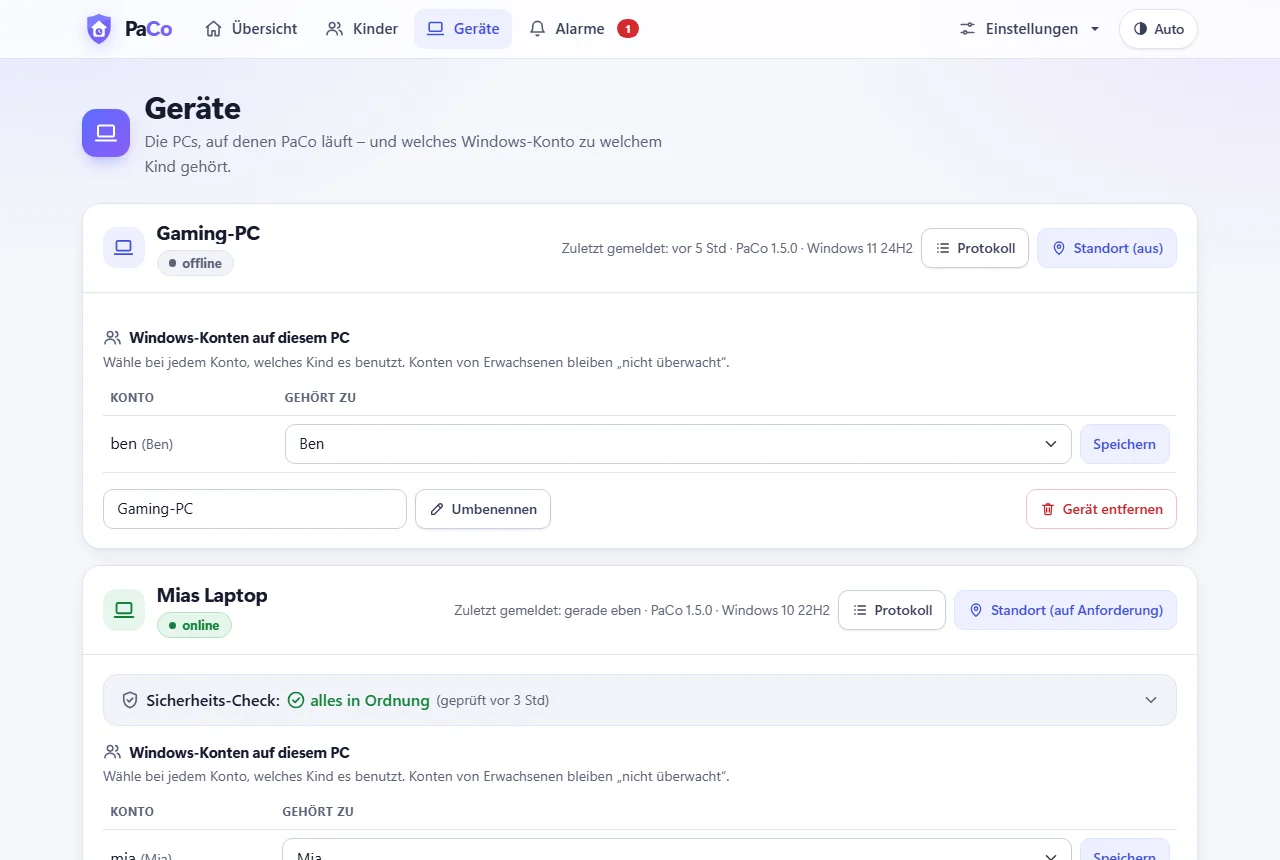 PaCo Übersicht Kinder Geräte Alarme 1 Einstellungen Auto
Geräte
Die PCs, auf denen PaCo läuft – und welches Windows-Konto zu welchem
Kind gehört.
Gaming-PC
offline
Zuletzt gemeldet: vor 5 Std · PaCo 1.5.0 · Windows 11 24H2 Protokoll Standort (aus)
Windows-Konten auf diesem PC
Wähle bei jedem Konto, welches Kind es benutzt. Konten von Erwachsenen bleiben „nicht überwacht“.
KONTO GEHÖRT ZU
ben (Ben) Ben Speichern
Gaming-PC Umbenennen Gerät entfernen
Mias Laptop
online
Zuletzt gemeldet: gerade eben · PaCo 1.5.0 · Windows 10 22H2 Protokoll Standort (auf Anforderung)
Sicherheits-Check: alles in Ordnung (geprüft vor 3 Std)
Windows-Konten auf diesem PC
Wähle bei jedem Konto, welches Kind es benutzt. Konten von Erwachsenen bleiben „nicht überwacht“.
KONTO GEHÖRT ZU
mia (Mia) Mia Speichern